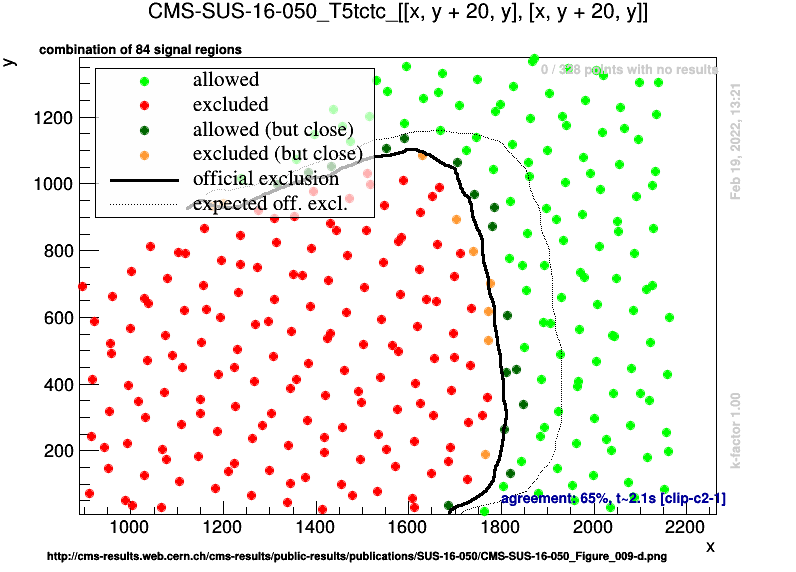 CMS-SUS-16-050_T5tctc_[[x, y + 20, y], [x, y + 20, y]]
y
combination of 84 signal regions
0 / 328 points with no results
allowed
excluded
allowed (but close)
excluded (but close)
official exclusion
expected off. excl.
1200
1000
800
600
400
200
1000
1200
1400
1600
1800
2000
2200
x
agreement: 65%, t~2.1s [clip-c2-1]
Feb 19, 2022, 13:21
k-factor 1.00
http://cms-results.web.cern.ch/cms-results/public-results/publications/SUS-16-050/CMS-SUS-16-050_Figure_009-d.png